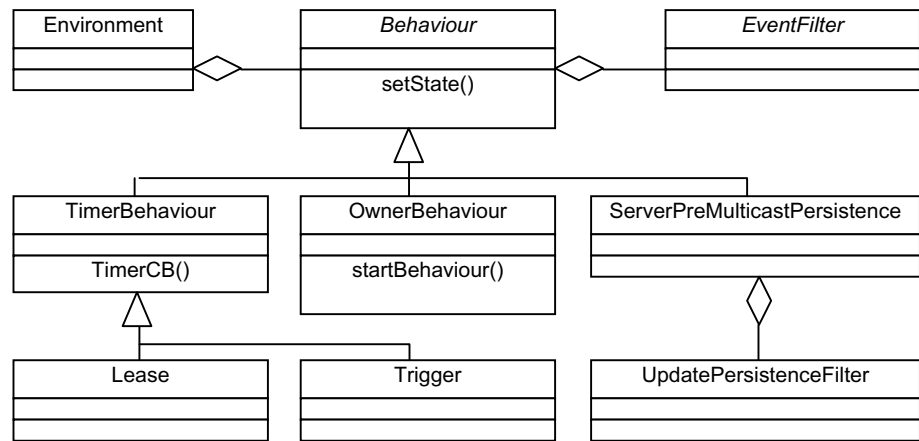 Environment
Behaviour
EventFilter
setState()
TimerBehaviour
OwnerBehaviour
ServerPreMulticastPersistence
TimerCB()
startBehaviour()
Lease
Trigger
UpdatePersistenceFilter